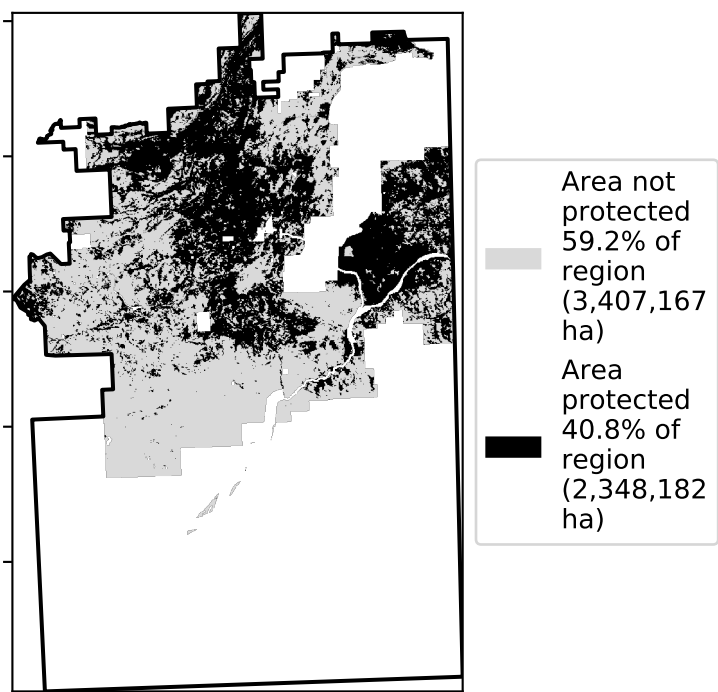 Area not
protected
59.2% of
region
(3,407,167
ha)
Area
protected
40.8% of
region
(2,348,182
ha)